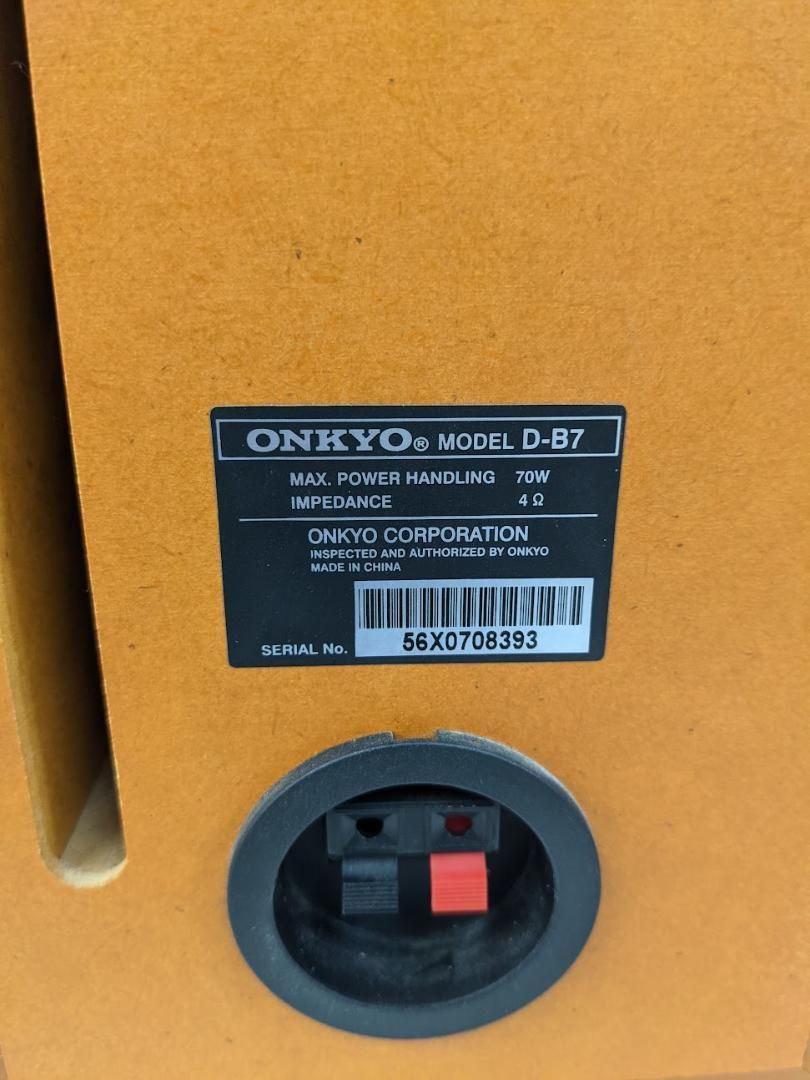 ONKYO® MODEL D-B7
MAX. POWER HANDLING 70W
IMPEDANCE 4 Ω
ONKYO CORPORATION
INSPECTED AND AUTHORIZED BY ONKYO
MADE IN CHINA
SERIAL No. 56X0708393